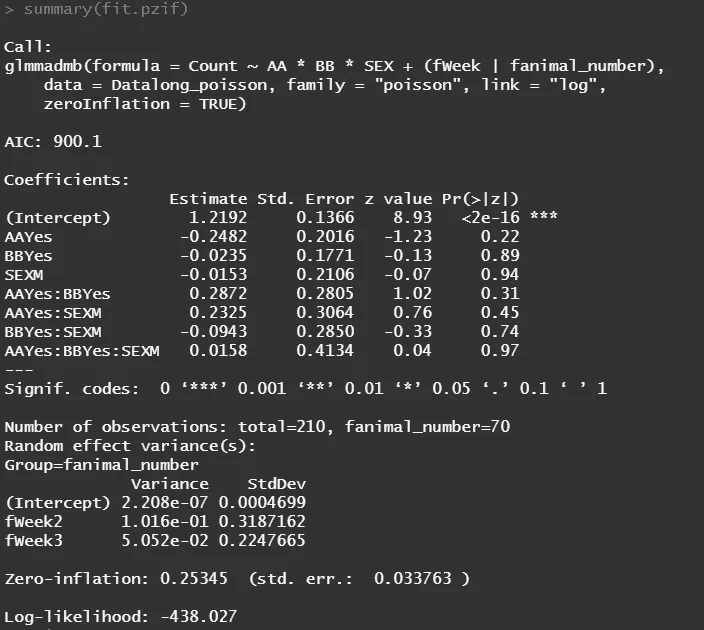 > summary(fit.pzif)
Call:
glmmadmb(formula = Count ~ AA * BB * SEX + (fWeek | fanimal_number),
    data = Datalong_poisson, family = "poisson", link = "log",
    zeroInflation = TRUE)
AIC: 900.1
Coefficients:
                 Estimate Std. Error z value Pr(>|z|)
(Intercept)        1.2192     0.1366    8.93   <2e-16 ***
AAYes             -0.2482     0.2016   -1.23     0.22
BBYes             -0.0235     0.1771   -0.13     0.89
SEXM              -0.0153     0.2106   -0.07     0.94
AAYes:BBYes        0.2872     0.2805    1.02     0.31
AAYes:SEXM         0.2325     0.3064    0.76     0.45
BBYes:SEXM        -0.0943     0.2850   -0.33     0.74
AAYes:BBYes:SEXM   0.0158     0.4134    0.04     0.97
---
Signif. codes:  0 ‘***’ 0.001 ‘**’ 0.01 ‘*’ 0.05 ‘.’ 0.1 ‘ ’ 1
Number of observations: total=210, fanimal_number=70
Random effect variance(s):
Group=fanimal_number
             Variance    StdDev
(Intercept) 2.208e-07 0.0004699
fWeek2      1.016e-01 0.3187162
fWeek3      5.052e-02 0.2247665
Zero-inflation: 0.25345  (std. err.:  0.033763 )
Log-likelihood: -438.027